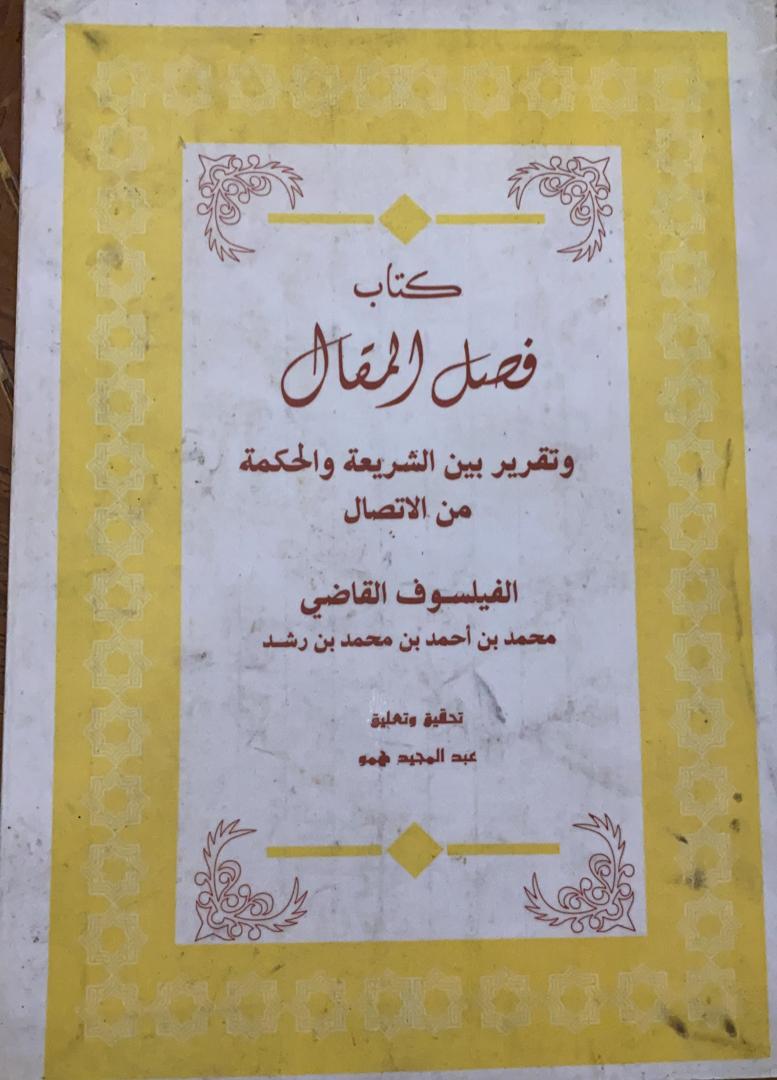 كتاب
فصل المقال
وتقرير بين الشريعة والحكمة
من الاتصال
الفيلسوف القاضي
محمد بن أحمد بن محمد بن رشد
تحقيق وتعليق
عبد المجيد همو